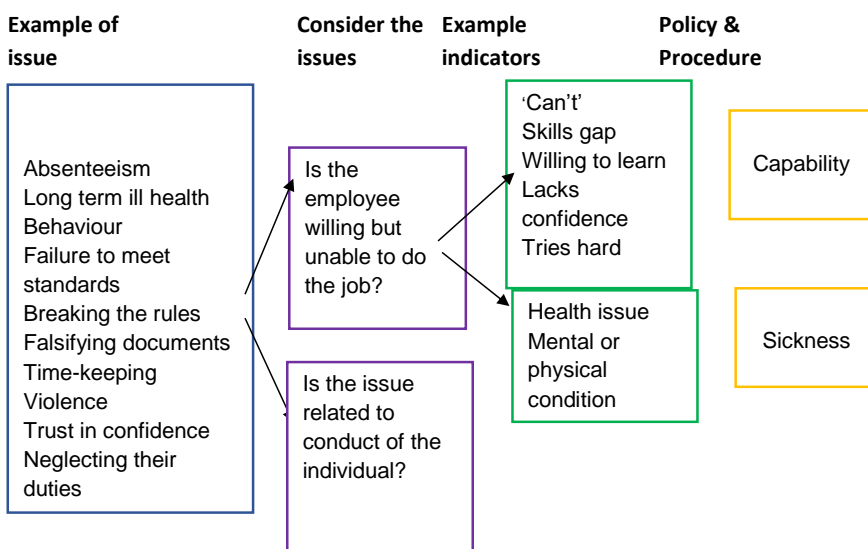 Example of
issue
Consider the
issues
Example
indicators
Policy &
Procedure
Absenteeism
Long term ill health
Behaviour
Failure to meet
standards
Breaking the rules
Falsifying documents
Time-keeping
Violence
Trust in confidence
Neglecting their
duties
Is the
employee
willing but
unable to do
the job?
Is the issue
related to
conduct of the
individual?
‘Can't’
Skills gap
Willing to learn
Lacks
confidence
Tries hard
Health issue
Mental or
physical
condition
Capability
Sickness